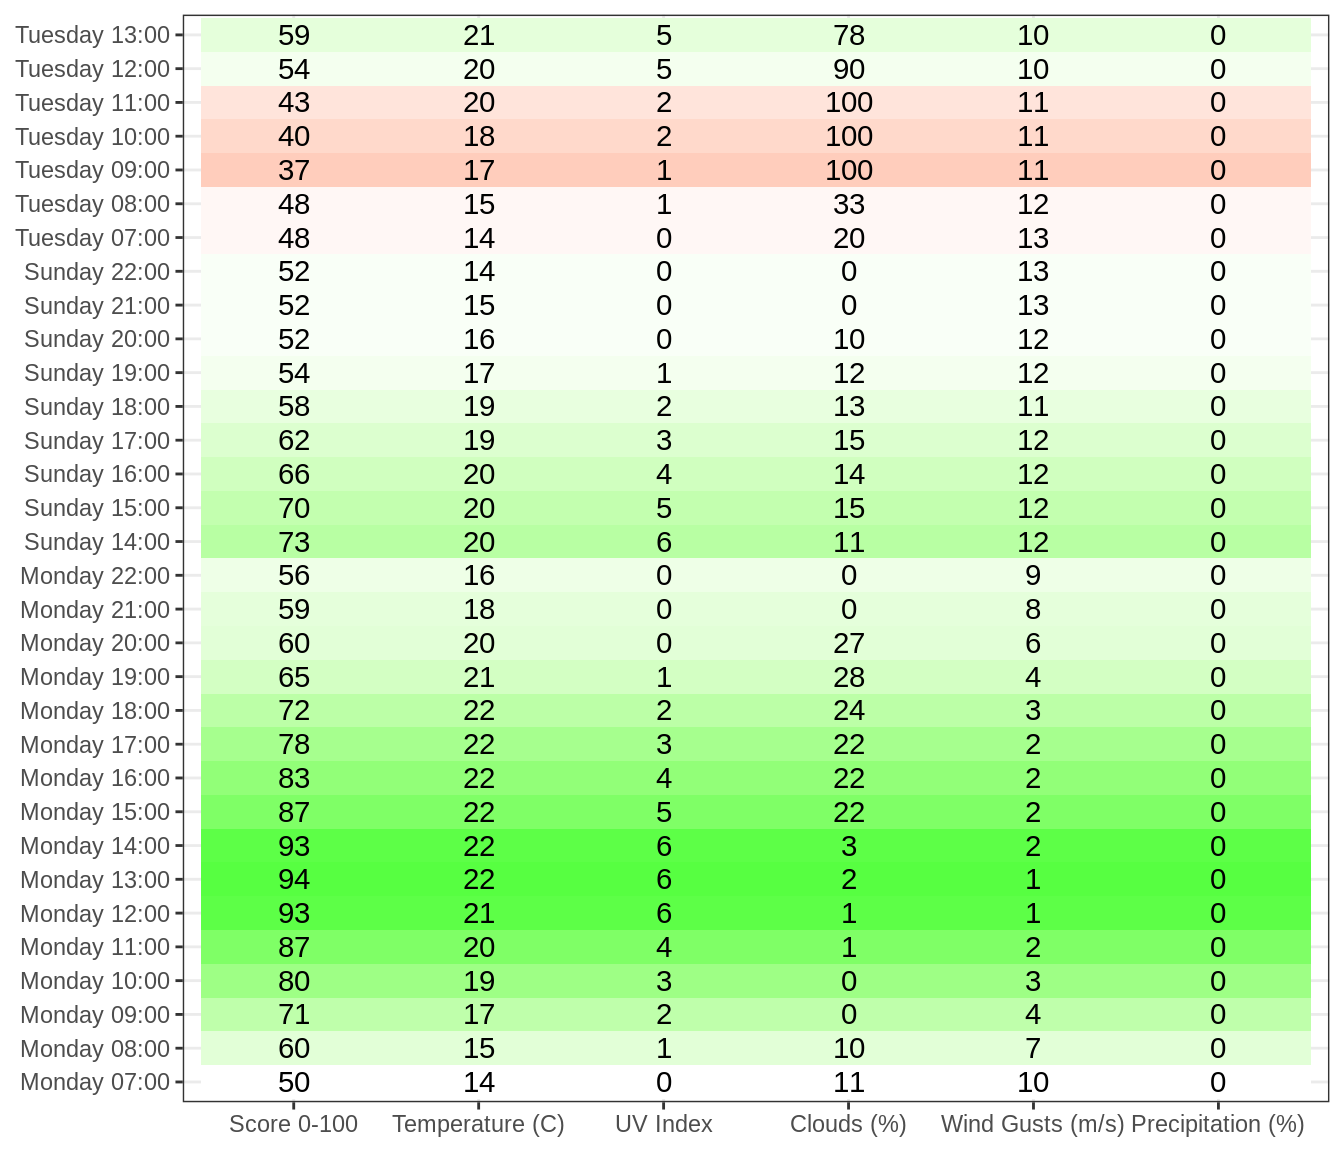 Tuesday 13:00 59 21 5 78 10 0
Tuesday 12:00 54 20 5 90 10 0
Tuesday 11:00 43 20 2 100 11 0
Tuesday 10:00 40 18 2 100 11 0
Tuesday 09:00 37 17 1 100 11 0
Tuesday 08:00 48 15 1 33 12 0
Tuesday 07:00 48 14 0 20 13 0
Sunday 22:00 52 14 0 0 13 0
Sunday 21:00 52 15 0 0 13 0
Sunday 20:00 52 16 0 10 12 0
Sunday 19:00 54 17 1 12 12 0
Sunday 18:00 58 19 2 13 11 0
Sunday 17:00 62 19 3 15 12 0
Sunday 16:00 66 20 4 14 12 0
Sunday 15:00 70 20 5 15 12 0
Sunday 14:00 73 20 6 11 12 0
Monday 22:00 56 16 0 0 9 0
Monday 21:00 59 18 0 0 8 0
Monday 20:00 60 20 0 27 6 0
Monday 19:00 65 21 1 28 4 0
Monday 18:00 72 22 2 24 3 0
Monday 17:00 78 22 3 22 2 0
Monday 16:00 83 22 4 22 2 0
Monday 15:00 87 22 5 22 2 0
Monday 14:00 93 22 6 3 2 0
Monday 13:00 94 22 6 2 1 0
Monday 12:00 93 21 6 1 1 0
Monday 11:00 87 20 4 1 2 0
Monday 10:00 80 19 3 0 3 0
Monday 09:00 71 17 2 0 4 0
Monday 08:00 60 15 1 10 7 0
Monday 07:00 50 14 0 11 10 0
Score 0-100 Temperature (C) UV Index Clouds (%) Wind Gusts (m/s) Precipitation (%)